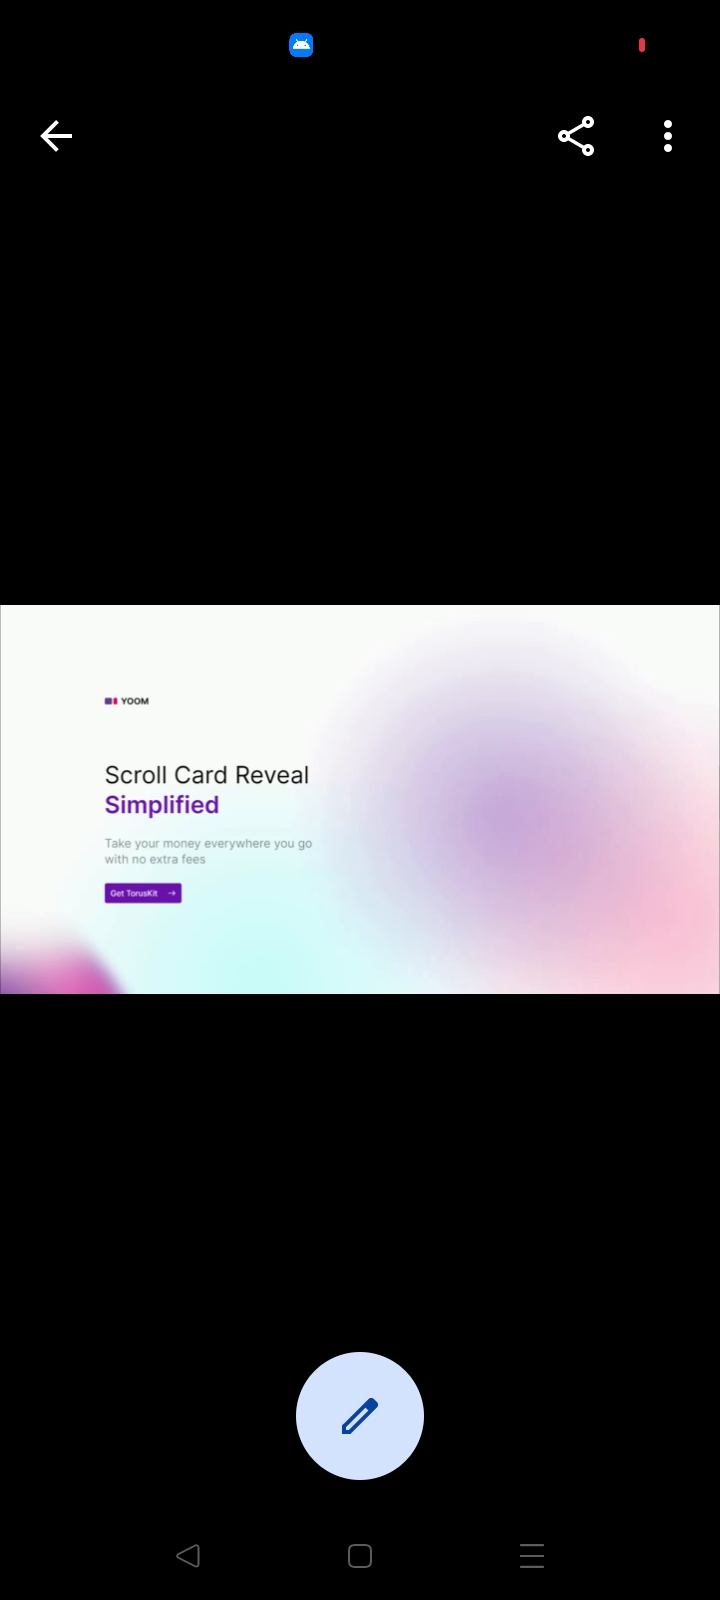 YOOM
Scroll Card Reveal
Simplified
Take your money everywhere you go
with no extra fees
Get TorusKit